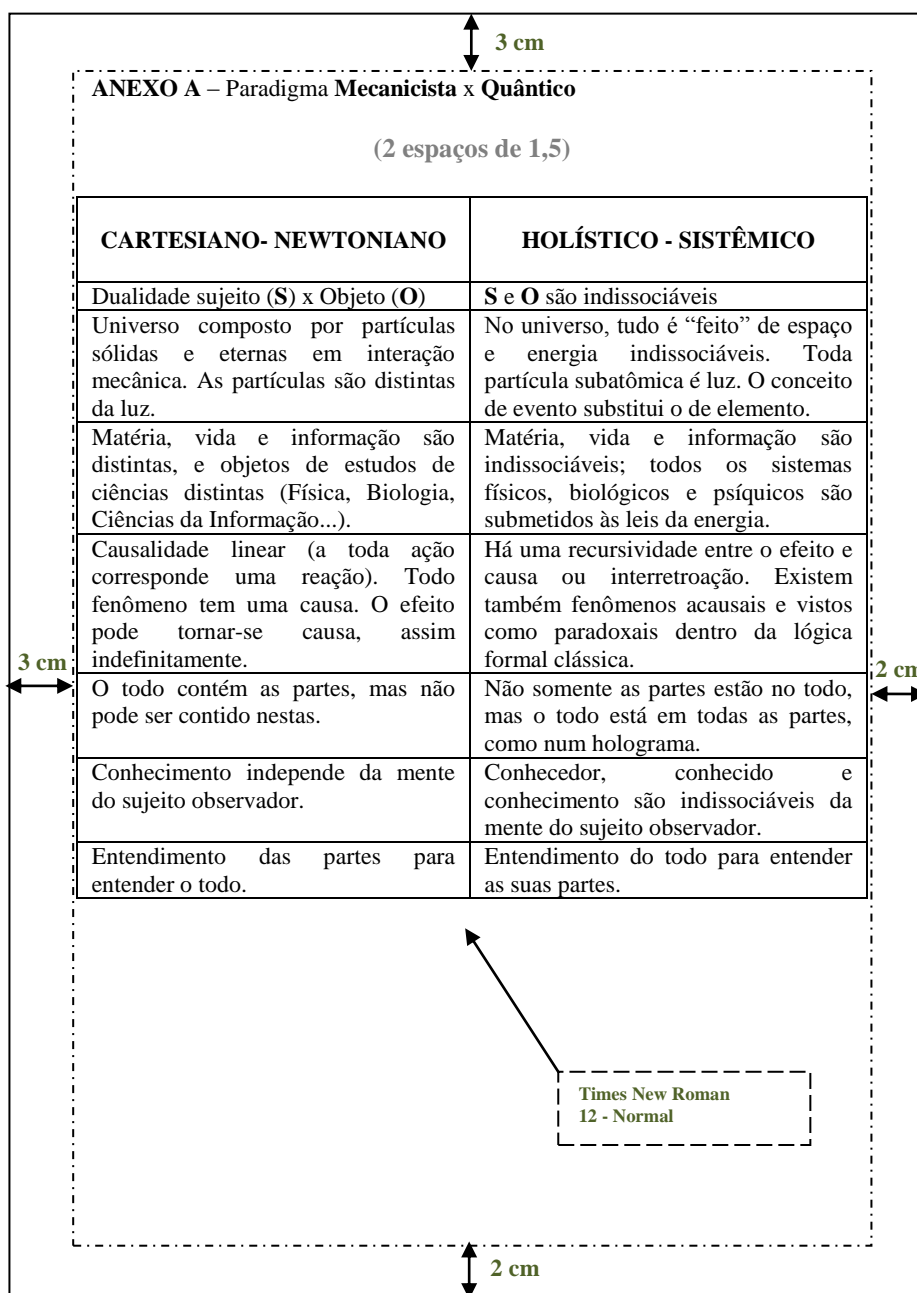 3 cm
ANEXO A – Paradigma Mecanicista x Quântico
(2 espaços de 1,5)
CARTESIANO- NEWTONIANO
HOLÍSTICO - SISTÊMICO
Dualidade sujeito (S) x Objeto (O)
S e O são indissociáveis
Universo composto por partículas
sólidas e eternas em interação
mecânica. As partículas são distintas
da luz.
No universo, tudo é “feito” de espaço
e energia indissociáveis. Toda
partícula subatômica é luz. O conceito
de evento substitui o de elemento.
Matéria, vida e informação são
distintas, e objetos de estudos de
ciências distintas (Física, Biologia,
Ciências da Informação...).
Matéria, vida e informação são
indissociáveis; todos os sistemas
físicos, biológicos e psíquicos são
submetidos às leis da energia.
Causalidade linear (a toda ação
corresponde uma reação). Todo
fenômeno tem uma causa. O efeito
pode tornar-se causa, assim
indefinitamente.
Há uma recursividade entre o efeito e
causa ou interretroação. Existem
também fenômenos acausais e vistos
como paradoxais dentro da lógica
formal clássica.
3 cm
2 cm
O todo contém as partes, mas não
pode ser contido nestas.
Não somente as partes estão no todo,
mas o todo está em todas as partes,
como num holograma.
Conhecimento independe da mente
do sujeito observador.
Conhecedor, conhecido e
conhecimento são indissociáveis da
mente do sujeito observador.
Entendimento das partes para
entender o todo.
Entendimento do todo para entender
as suas partes.
Times New Roman
12 - Normal
2 cm